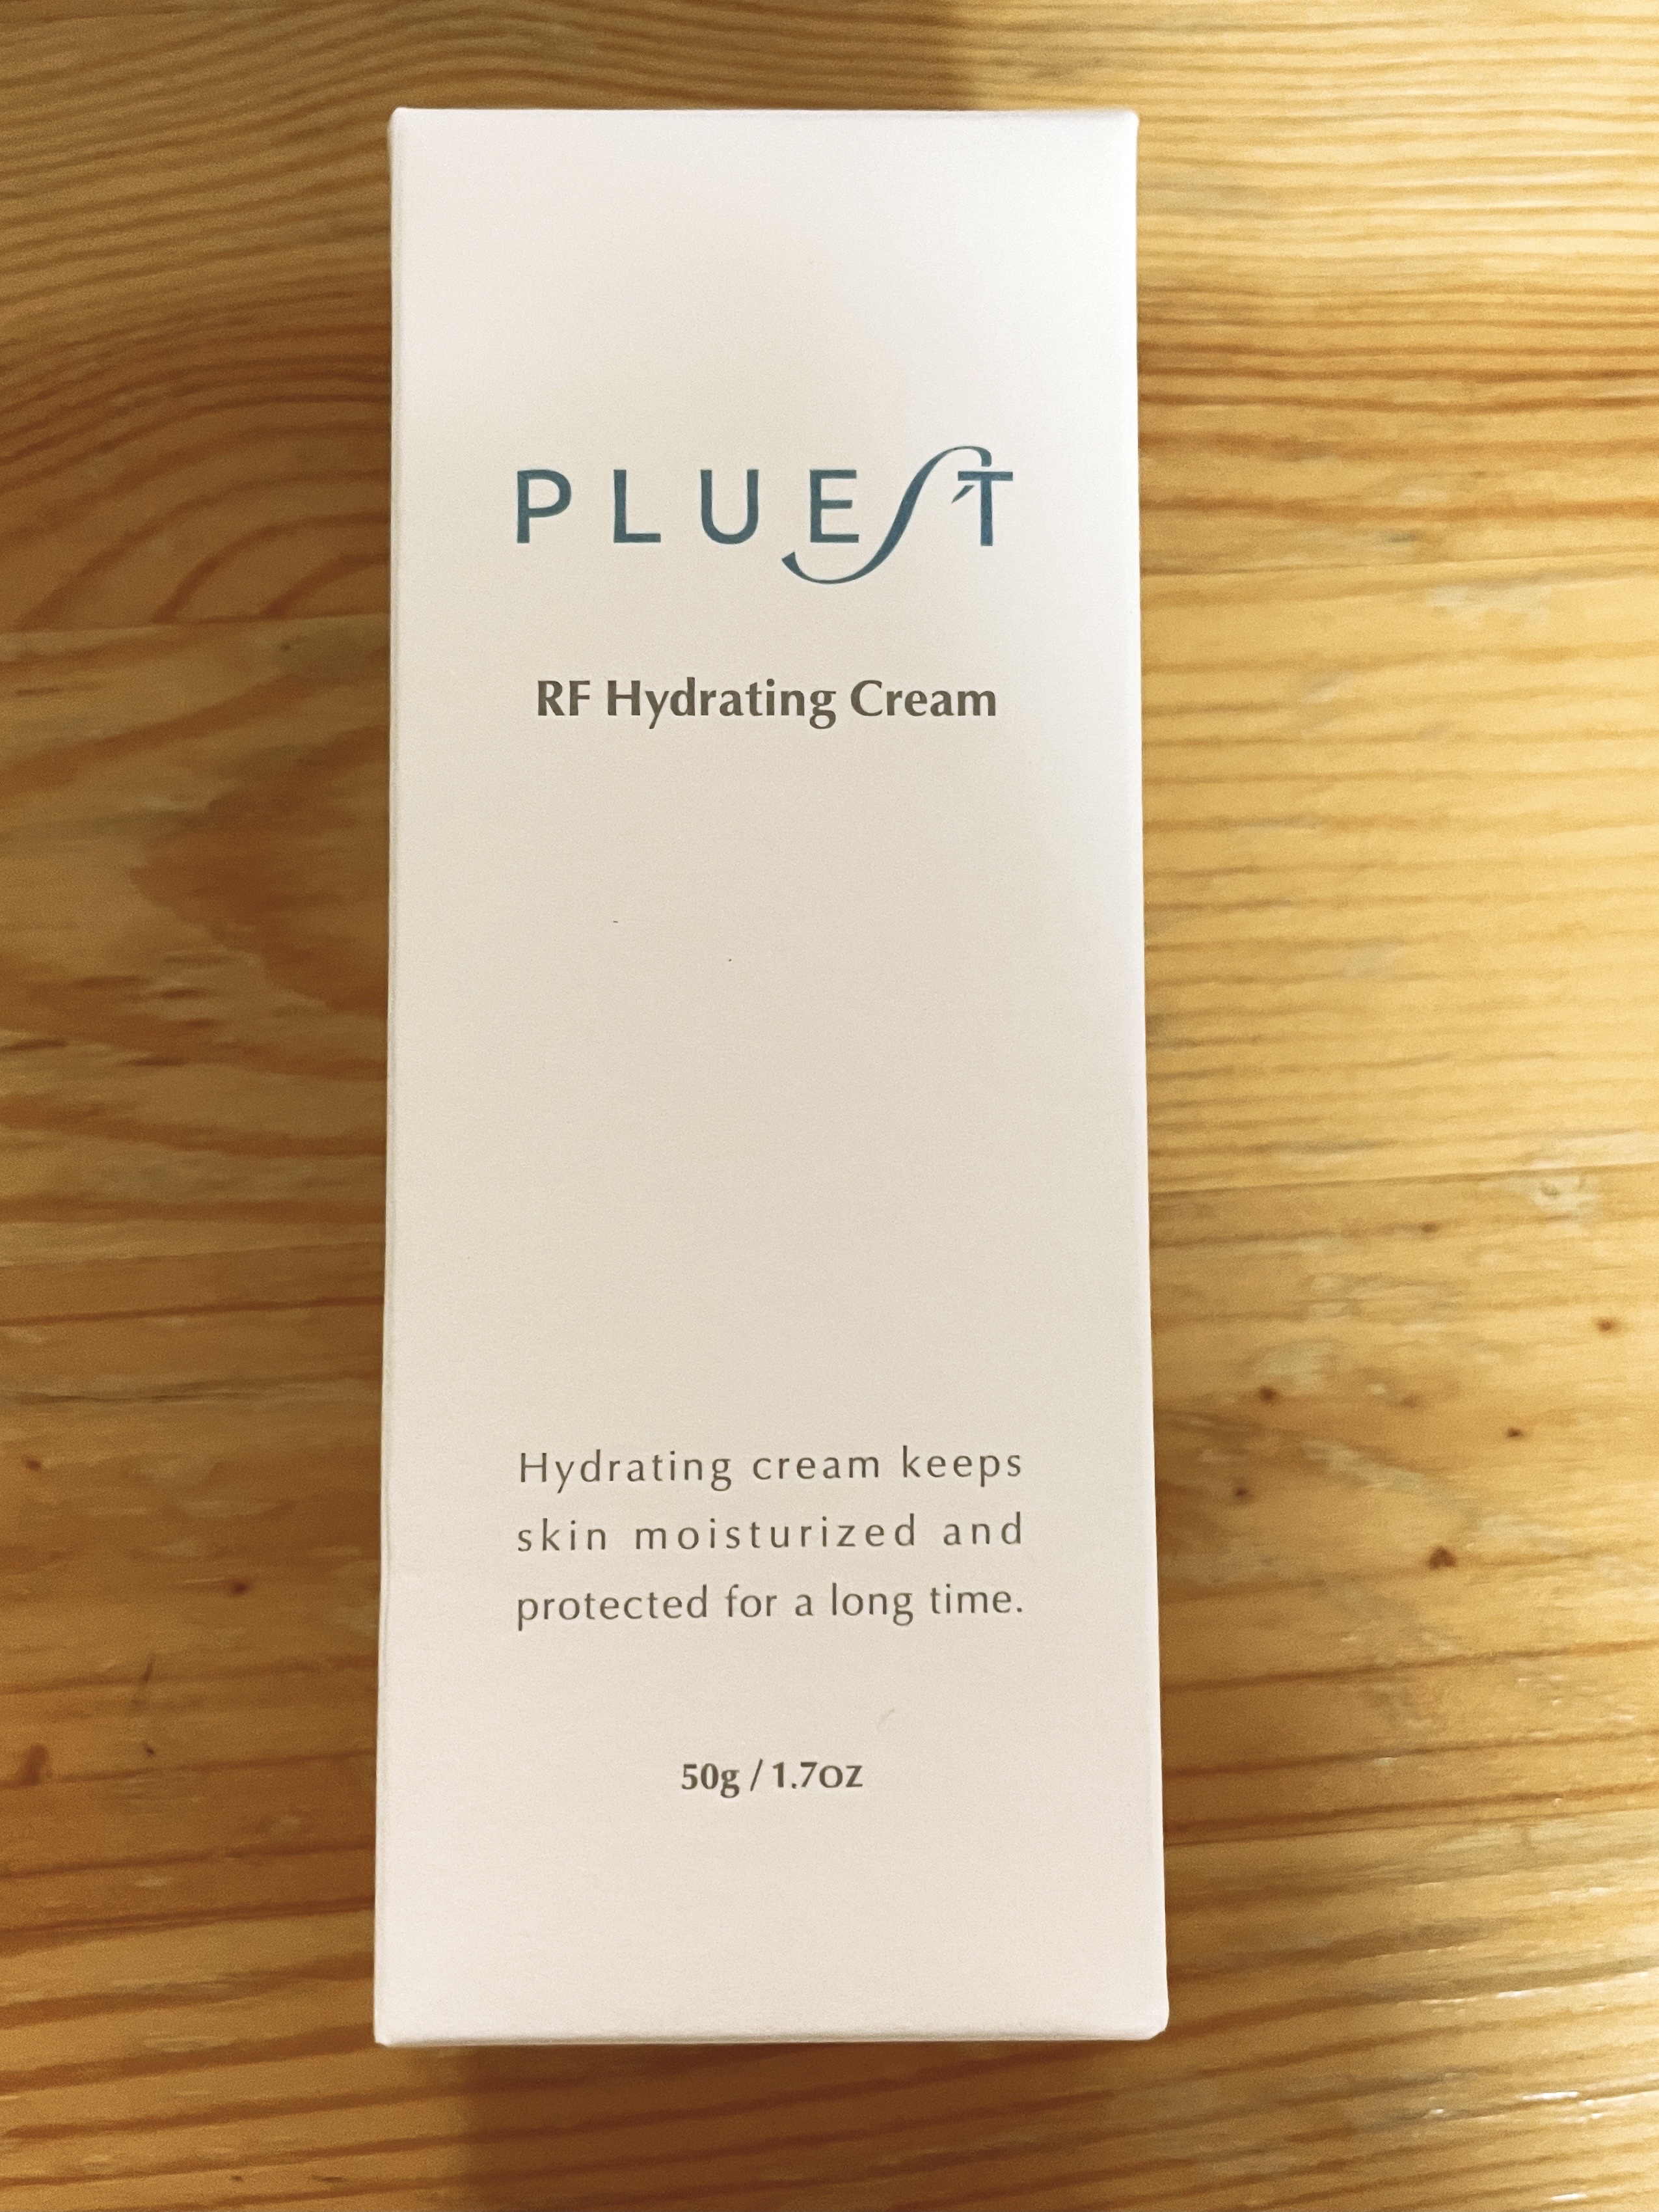 PLUEST
RF Hydrating Cream
Hydrating cream keeps
skin moisturized and
protected for a long time.
50g / 1.7oz